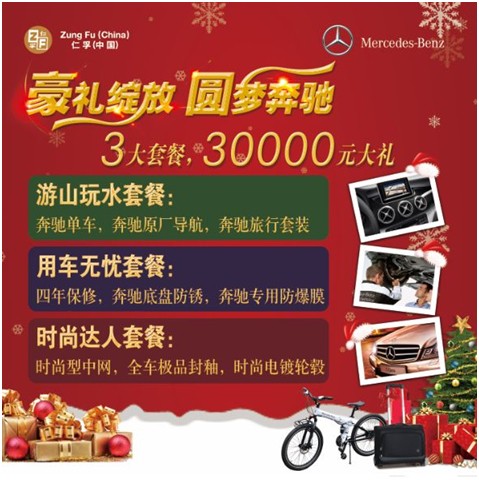 Zung Fu (China)
仁孚(中国)
Mercedes-Benz
豪礼绽放 圆梦奔驰
3大套餐，30000元大礼
游山玩水套餐：
奔驰单车，奔驰原厂导航，奔驰旅行套装
用车无忧套餐：
四年保修，奔驰底盘防锈，奔驰专用防爆膜
时尚达人套餐：
时尚型中网，全车极品封釉，时尚电镀轮毂